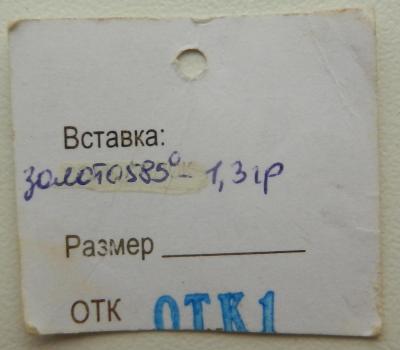 Вставка:
золото585°- 1,3гр
Размер
ОТК ОТК1